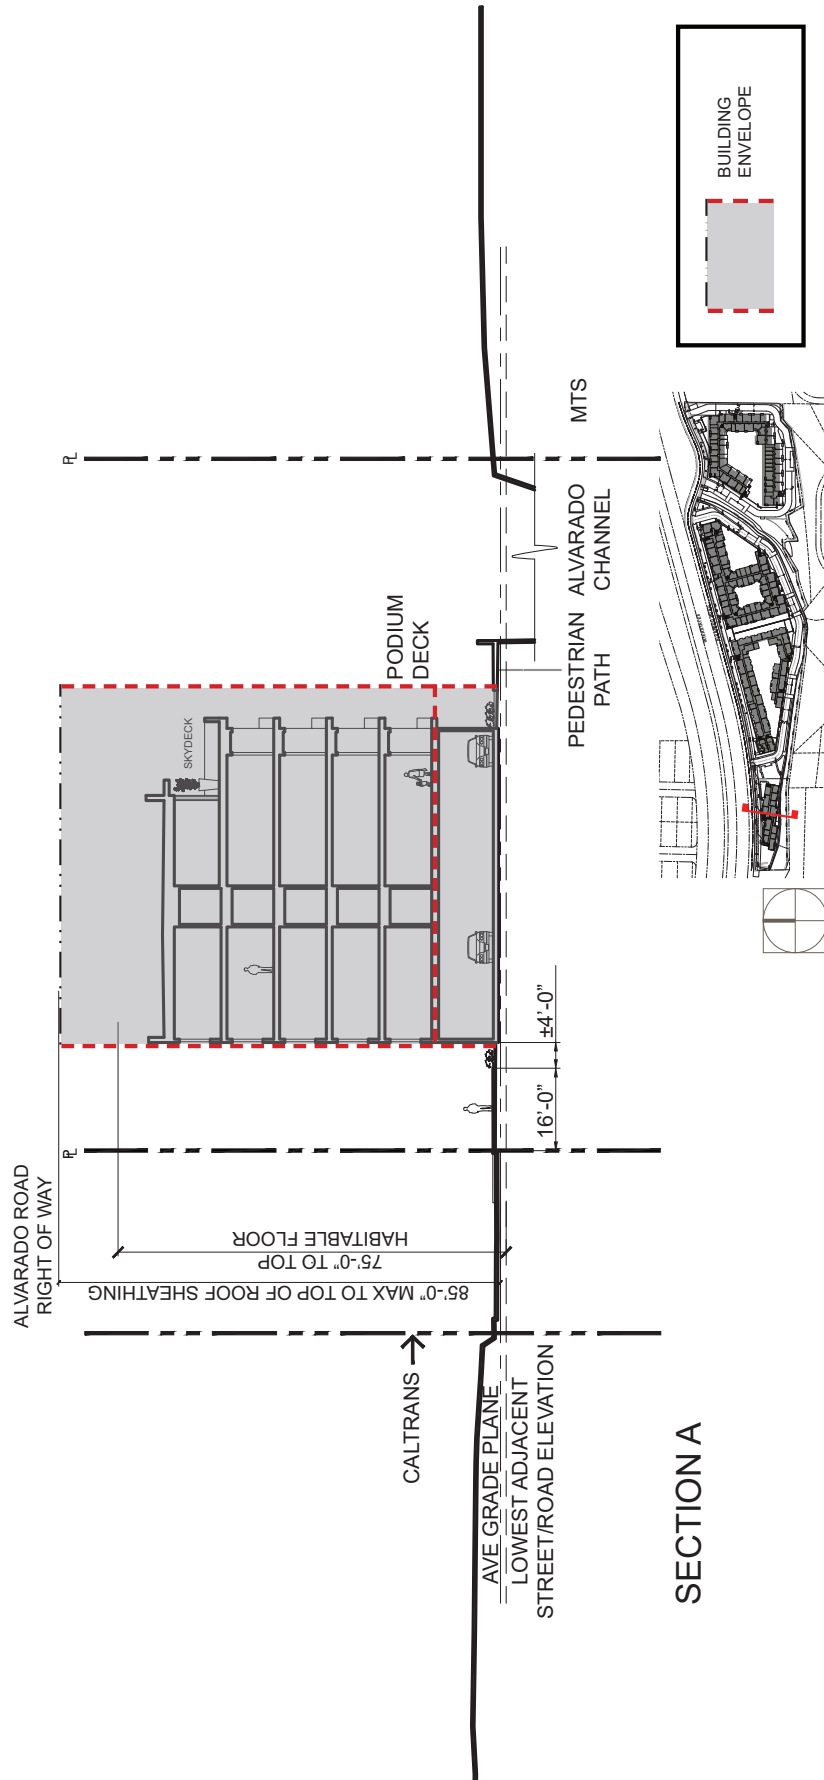 ALVARADO ROAD
RIGHT OF WAY
PL
PL
SKYDECK
PODIUM
DECK
85'-0" MAX TO TOP OF ROOF SHEATHING
75'-0" TO TOP
HABITABLE FLOOR
CALTRANS
AVE GRADE PLANE
LOWEST ADJACENT
STREET/ROAD ELEVATION
16'-0"
±4'-0"
PEDESTRIAN
PATH
ALVARADO
CHANNEL
MTS
SECTION A
BUILDING
ENVELOPE